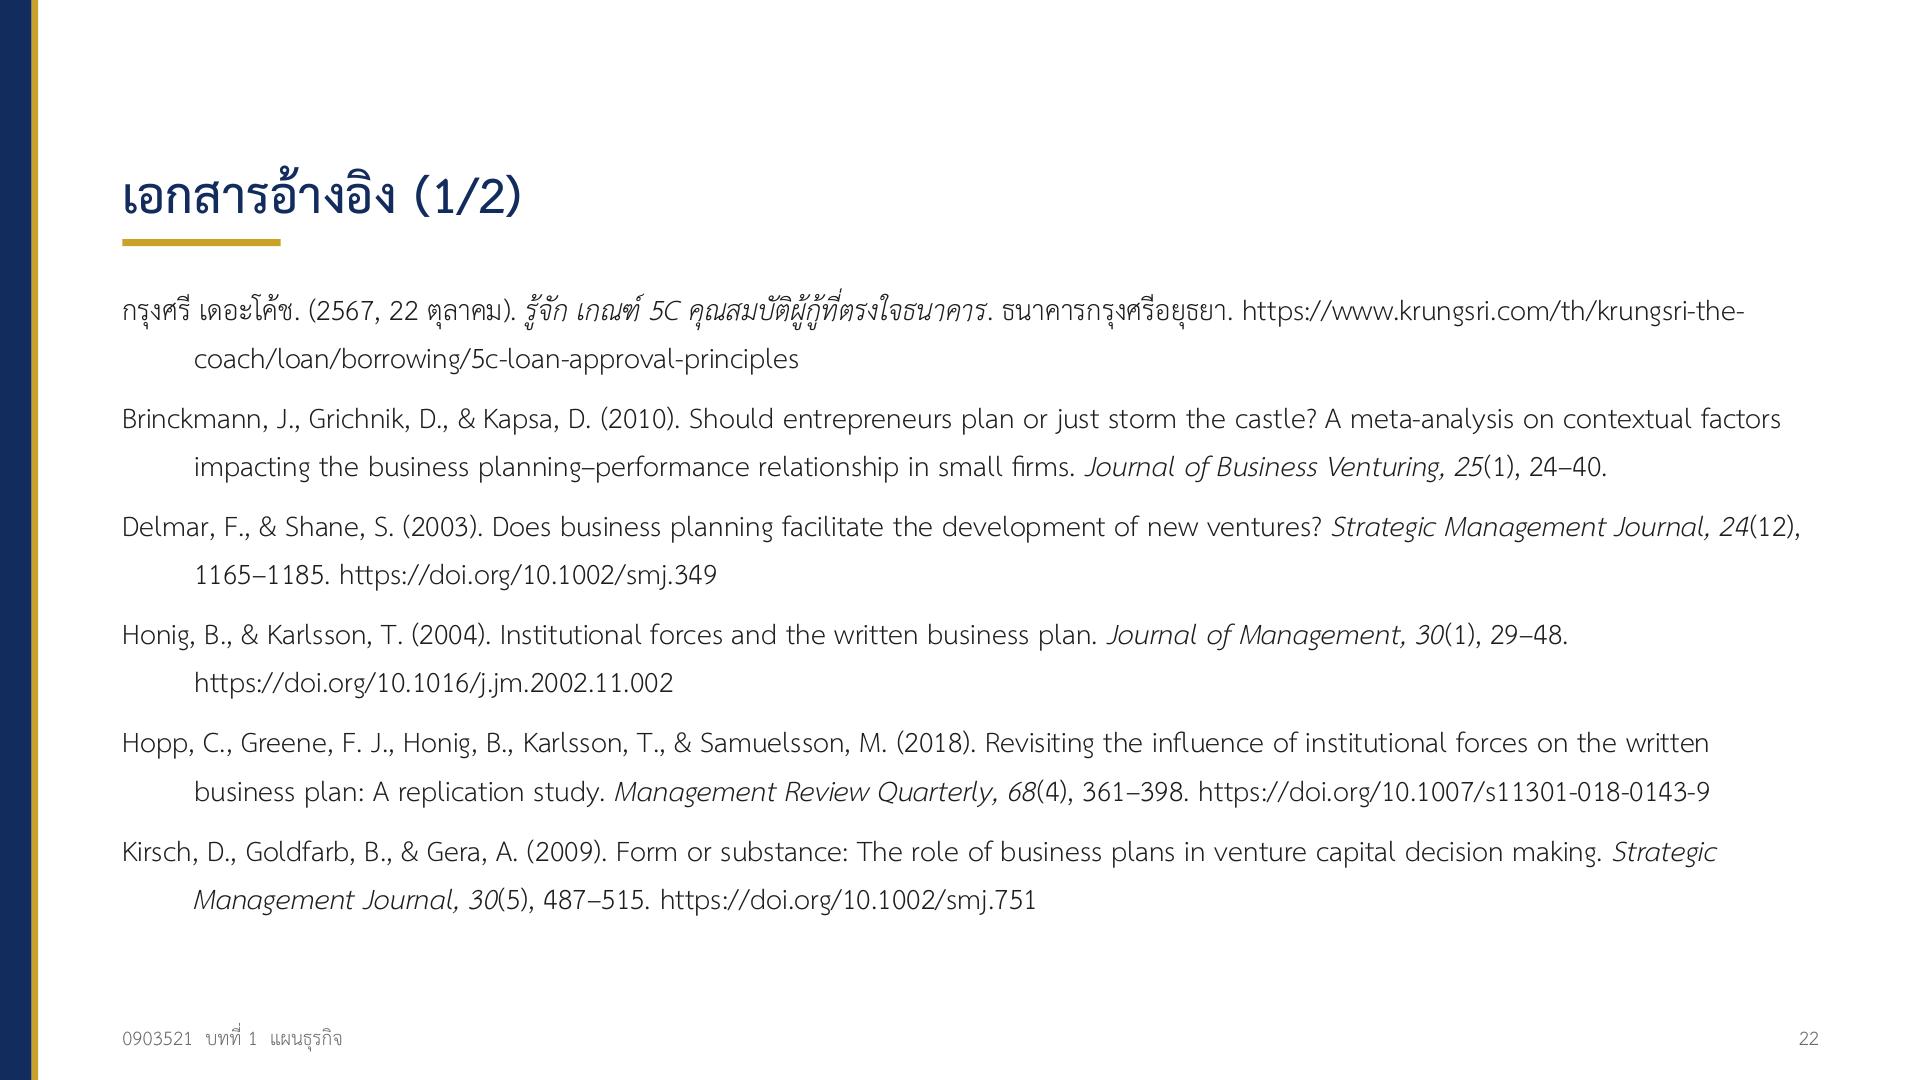 เอกสารอ้างอิง (1/2)
กรุงศรี เดอะโค้ช. (2567, 22 ตุลาคม). รู้จัก เกณฑ์ 5C คุณสมบัติผู้กู้ที่ตรงใจธนาคาร. ธนาคารกรุงศรีอยุธยา. https://www.krungsri.com/th/krungsri-the-
coach/loan/borrowing/5c-loan-approval-principles
Brinckmann, J., Grichnik, D., & Kapsa, D. (2010). Should entrepreneurs plan or just storm the castle? A meta-analysis on contextual factors
impacting the business planning–performance relationship in small firms. Journal of Business Venturing, 25(1), 24–40.
Delmar, F., & Shane, S. (2003). Does business planning facilitate the development of new ventures? Strategic Management Journal, 24(12),
1165–1185. https://doi.org/10.1002/smj.349
Honig, B., & Karlsson, T. (2004). Institutional forces and the written business plan. Journal of Management, 30(1), 29–48.
https://doi.org/10.1016/j.jm.2002.11.002
Hopp, C., Greene, F. J., Honig, B., Karlsson, T., & Samuelsson, M. (2018). Revisiting the influence of institutional forces on the written
business plan: A replication study. Management Review Quarterly, 68(4), 361–398. https://doi.org/10.1007/s11301-018-0143-9
Kirsch, D., Goldfarb, B., & Gera, A. (2009). Form or substance: The role of business plans in venture capital decision making. Strategic
Management Journal, 30(5), 487–515. https://doi.org/10.1002/smj.751
0903521 บทที่ 1 แผนธุรกิจ
22